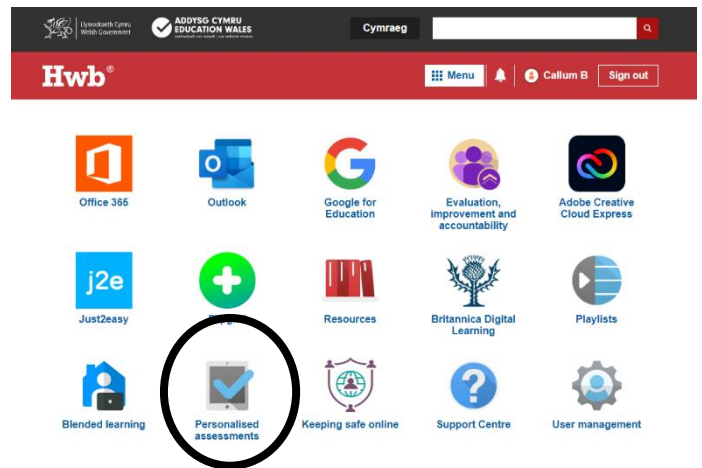 Llywodraeth Cymru
Welsh Government
ADDYSG CYMRU
EDUCATION WALES
Cymraeg
Hwb®
Menu
Callum B
Sign out
Office 365
Outlook
Google for
Education
Evaluation,
improvement and
accountability
Adobe Creative
Cloud Express
j2e
Just2easy
Resources
Britannica Digital
Learning
Playlists
Blended learning
Personalised
assessments
Keeping safe online
Support Centre
User management